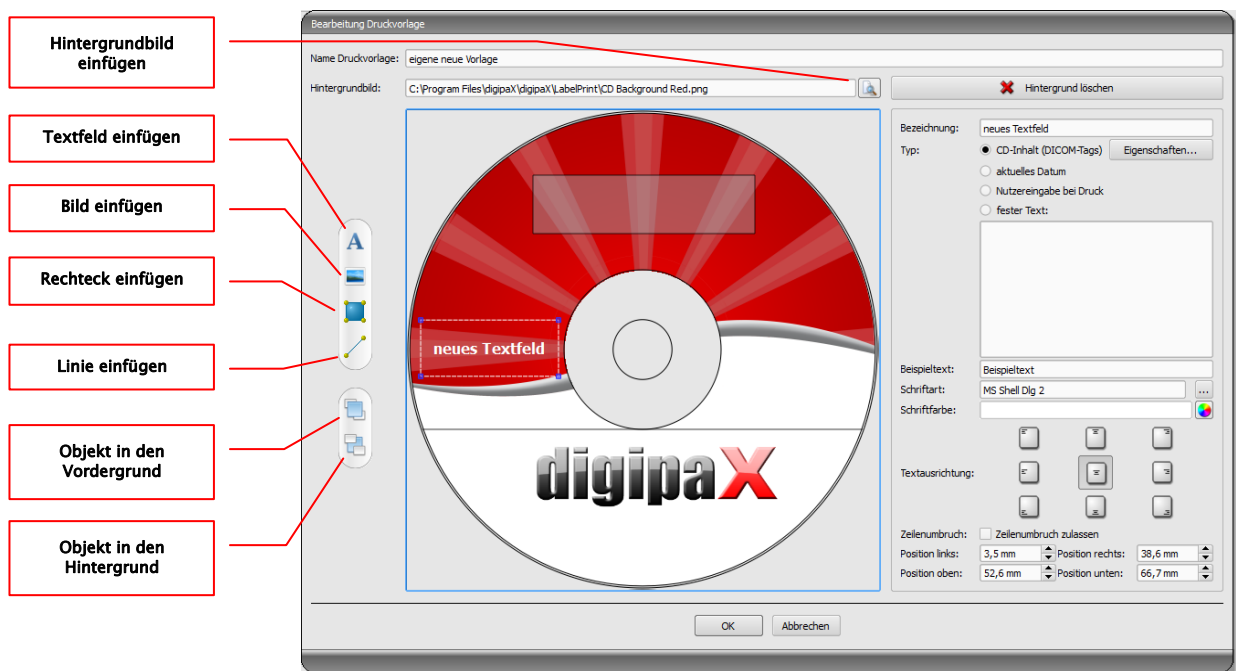 Hintergrundbild
einfügen
Textfeld einfügen
Bild einfügen
Rechteck einfügen
Linie einfügen
Objekt in den
Vordergrund
Objekt in den
Hintergrund
Bearbeitung Druckvorlage
Name Druckvorlage: eigene neue Vorlage
Hintergrundbild: C:\Program Files\digipaX\digipaX\LabelPrint\CD Background Red.png
Hintergrund löschen
A
neues Textfeld
digipaX
Bezeichnung: neues Textfeld
Typ: CD-Inhalt (DICOM-Tags) Eigenschaften...
aktuelles Datum
Nutzereingabe bei Druck
fester Text:
Beispieltext: Beispieltext
Schriftart: MS Shell Dlg 2 ...
Schriftfarbe:
Textausrichtung:
Zeilenumbruch: Zeilenumbruch zulassen
Position links: 3,5 mm Position rechts: 38,6 mm
Position oben: 52,6 mm Position unten: 66,7 mm
OK Abbrechen